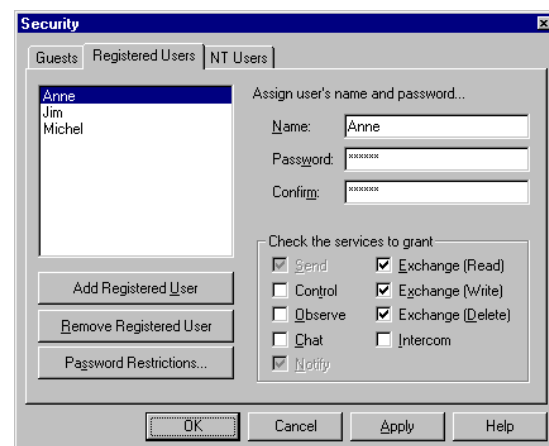 Security
Guests Registered Users NT Users
Anne
Jim
Michel
Assign user's name and password...
Name: Anne
Password: ******
Confirm: ******
Add Registered User
Remove Registered User
Password Restrictions...
Check the services to grant
Send Exchange (Read)
Control Exchange (Write)
Observe Exchange (Delete)
Chat Intercom
Notify
OK Cancel Apply Help